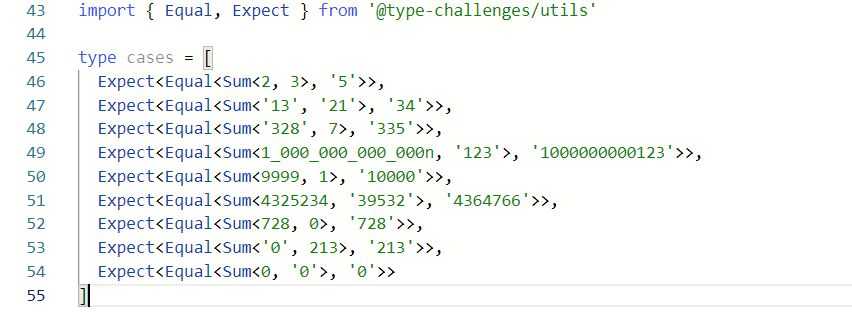 43 import { Equal, Expect } from '@type-challenges/utils'
44
45 type cases = [
46 Expect<Equal<Sum<2, 3>, '5'>>,
47 Expect<Equal<Sum<'13', '21'>, '34'>>,
48 Expect<Equal<Sum<'328', 7>, '335'>>,
49 Expect<Equal<Sum<1_000_000_000_000n, '123'>, '1000000000123'>>,
50 Expect<Equal<Sum<9999, 1>, '10000'>>,
51 Expect<Equal<Sum<4325234, '39532'>, '4364766'>>,
52 Expect<Equal<Sum<728, 0>, '728'>>,
53 Expect<Equal<Sum<'0', 213>, '213'>>,
54 Expect<Equal<Sum<0, '0'>, '0'>>
55 ]